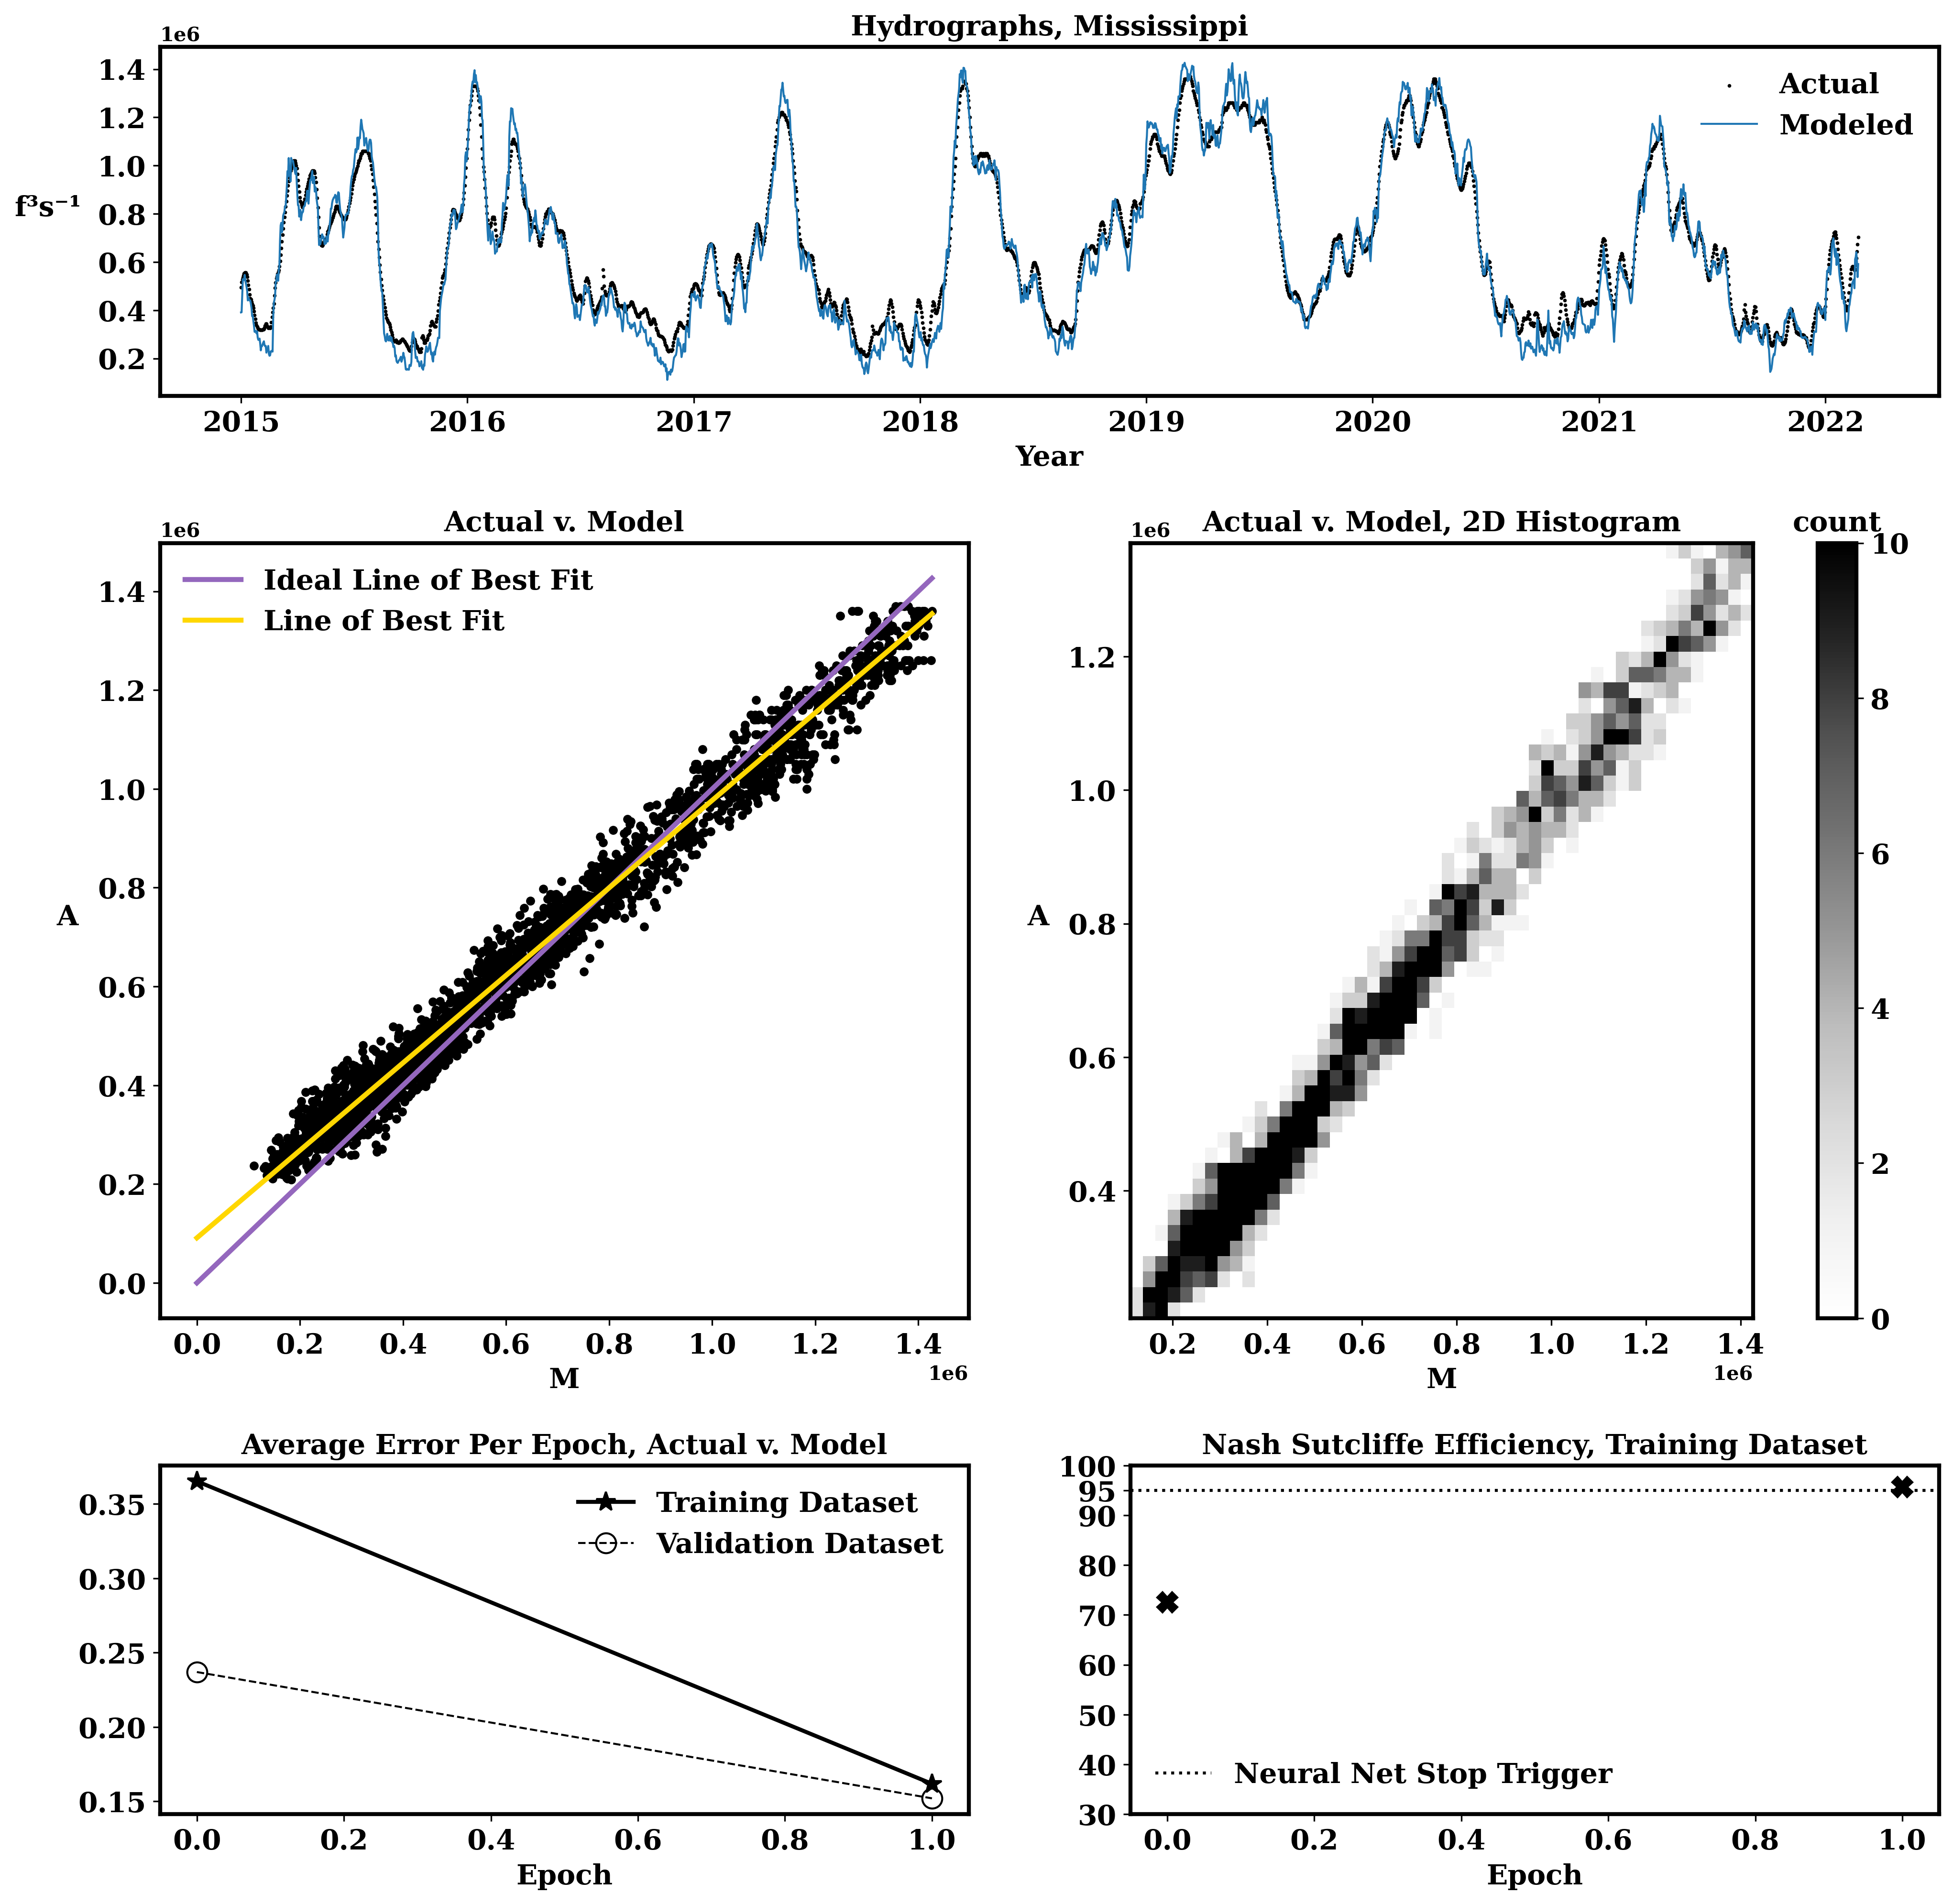 Hydrographs, Mississippi
1e6
1.4
1.2
1.0
0.8
0.6
0.4
0.2
f³s⁻¹
Actual
Modeled
2015 2016 2017 2018 2019 2020 2021 2022
Year
Actual v. Model
1e6
Ideal Line of Best Fit
Line of Best Fit
1.4
1.2
1.0
0.8
0.6
0.4
0.2
0.0
A
0.0 0.2 0.4 0.6 0.8 1.0 1.2 1.4
1e6
M
Actual v. Model, 2D Histogram
1e6
1.2
1.0
0.8
0.6
0.4
A
0.2 0.4 0.6 0.8 1.0 1.2 1.4
1e6
M
count
10
8
6
4
2
0
Average Error Per Epoch, Actual v. Model
Training Dataset
Validation Dataset
0.35
0.30
0.25
0.20
0.15
0.0 0.2 0.4 0.6 0.8 1.0
Epoch
Nash Sutcliffe Efficiency, Training Dataset
100
95
90
80
70
60
50
40
30
Neural Net Stop Trigger
0.0 0.2 0.4 0.6 0.8 1.0
Epoch